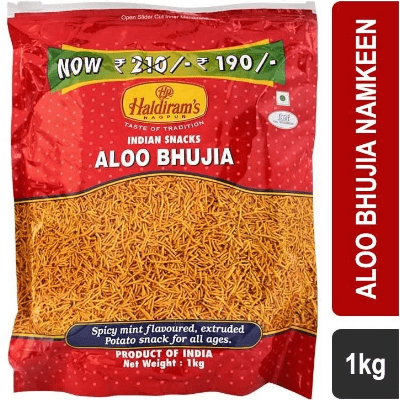 Open Slider Cut Inner Membrane
NOW ₹ 210/- ₹ 190/-
HR
Haldiram's
NAGPUR
TASTE OF TRADITION
INDIAN SNACKS
ALOO BHUJIA
Spicy mint flavoured, extruded
Potato snack for all ages.
PRODUCT OF INDIA
Net Weight : 1kg
ALOO BHUJIA NAMKEEN
1kg